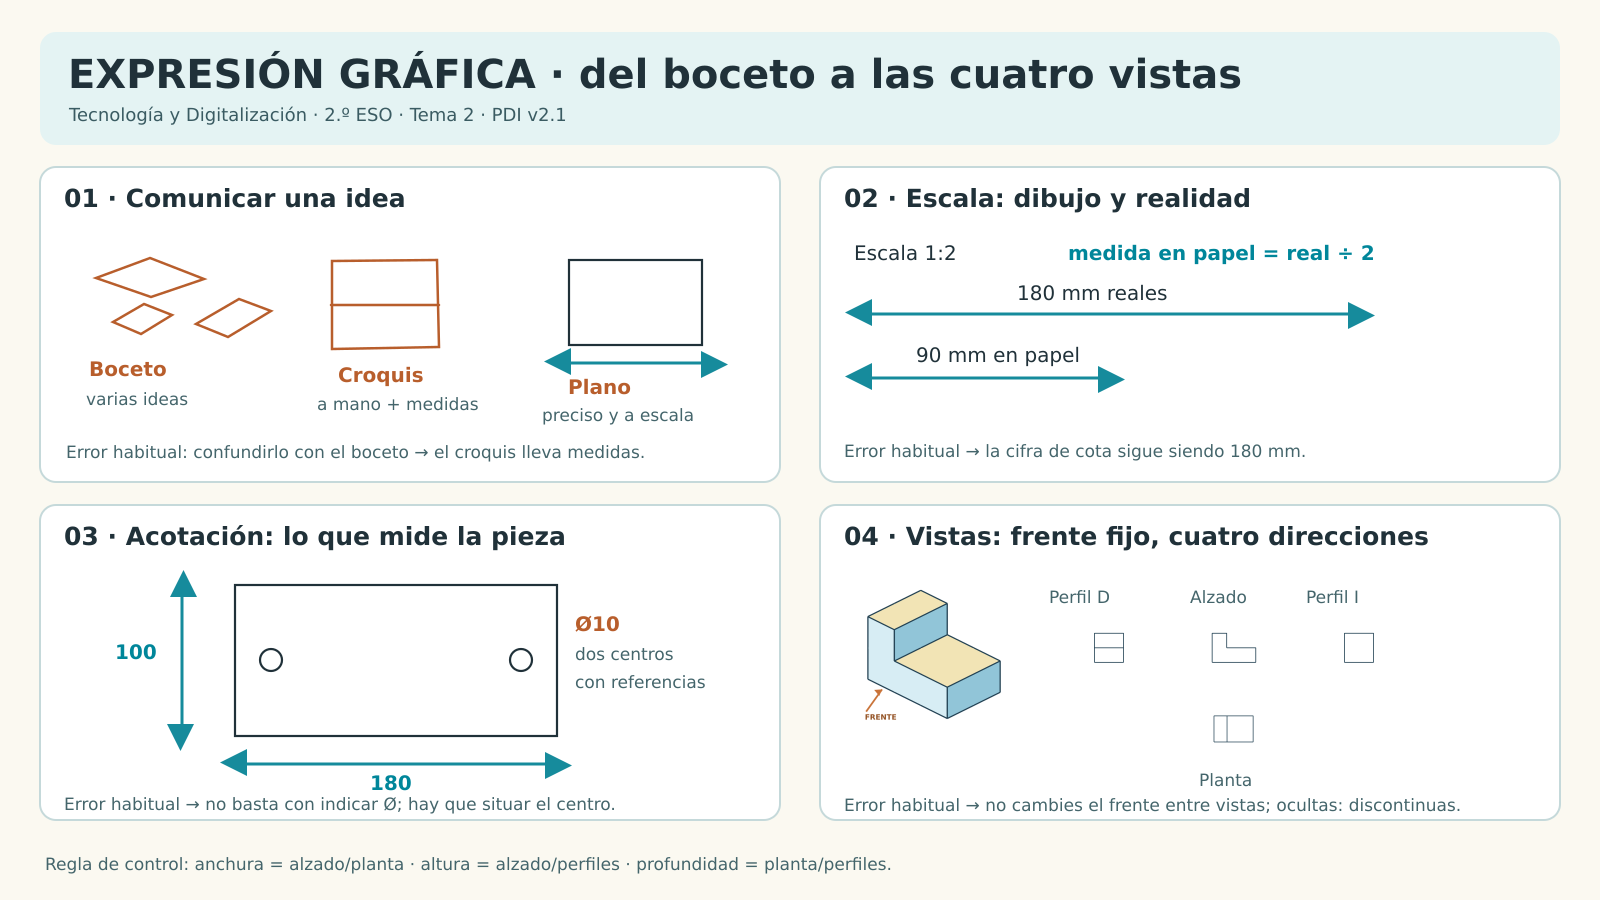 EXPRESIÓN GRÁFICA · del boceto a las cuatro vistas
Tecnología y Digitalización · 2.º ESO · Tema 2 · PDI v2.1
01 · Comunicar una idea
Boceto
varias ideas
Croquis
a mano + medidas
Plano
preciso y a escala
Error habitual: confundirlo con el boceto → el croquis lleva medidas.
02 · Escala: dibujo y realidad
Escala 1:2
medida en papel = real ÷ 2
180 mm reales
90 mm en papel
Error habitual → la cifra de cota sigue siendo 180 mm.
03 · Acotación: lo que mide la pieza
100
Ø10
dos centros
con referencias
180
Error habitual → no basta con indicar Ø; hay que situar el centro.
04 · Vistas: frente fijo, cuatro direcciones
Perfil D
Alzado
Perfil I
FRENTE
Planta
Error habitual → no cambies el frente entre vistas; ocultas: discontinuas.
Regla de control: anchura = alzado/planta · altura = alzado/perfiles · profundidad = planta/perfiles.